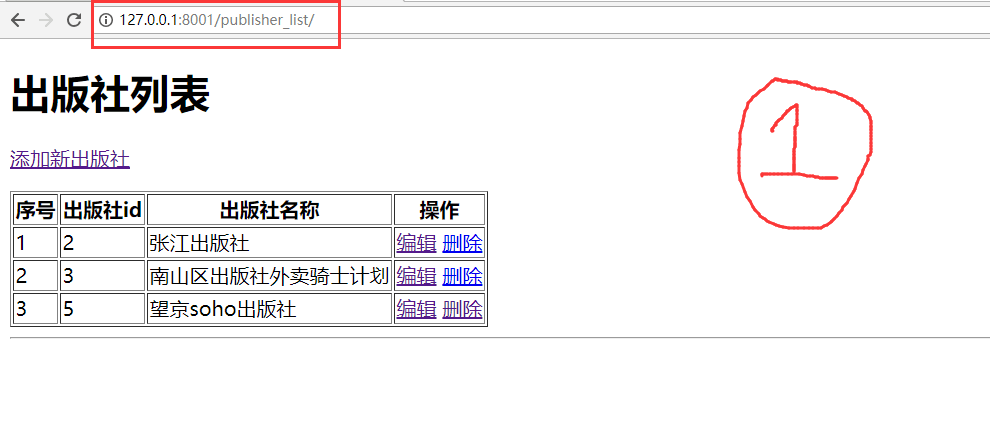 127.0.0.1:8001/publisher_list/
出版社列表
添加新出版社
序号 出版社id 出版社名称 操作
1 2 张江出版社 编辑 删除
2 3 南山区出版社外卖骑士计划 编辑 删除
3 5 望京soho出版社 编辑 删除
1